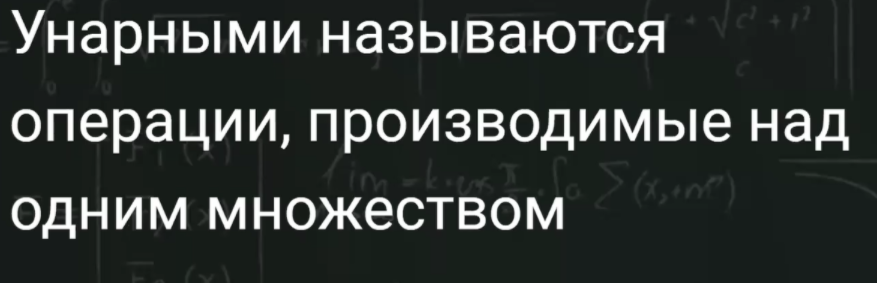 Унарными называются
операции, производимые над
одним множеством